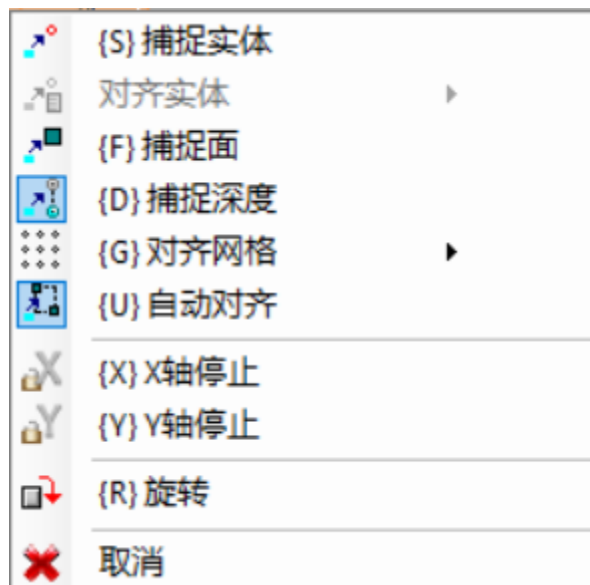 {S} 捕捉实体
对齐实体
{F} 捕捉面
{D} 捕捉深度
{G} 对齐网格
{U} 自动对齐
{X} X轴停止
{Y} Y轴停止
{R} 旋转
取消